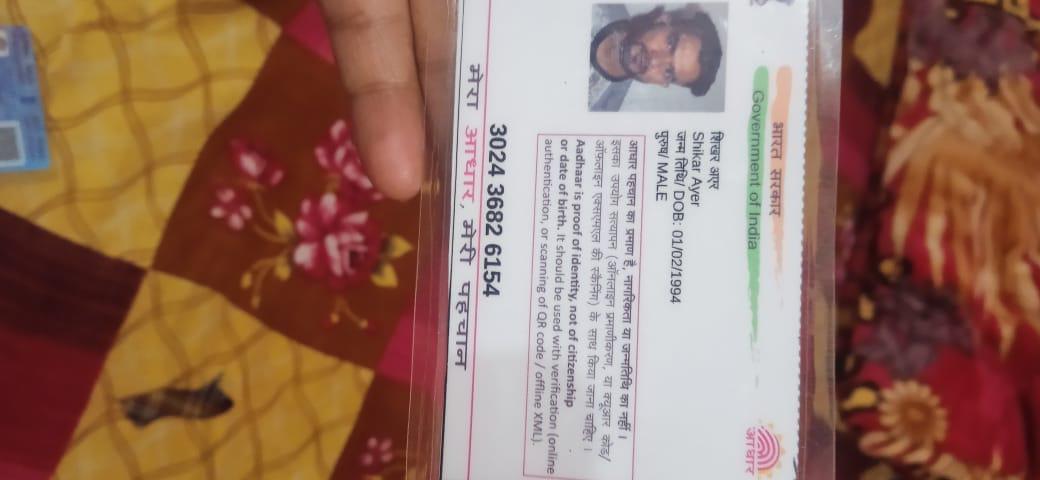 भारत सरकार
Government of India
शिखर अएर
Shikar Ayer
जन्म तिथि/ DOB: 01/02/1994
पुरुष/ MALE
आधार पहचान का प्रमाण है, नागरिकता या जन्मतिथि का नहीं ।
इसका उपयोग सत्यापन (ऑनलाइन प्रमाणीकरण, या क्यूआर कोड/
ऑफलाइन एक्सएमएल की स्कैनिंग) के साथ किया जाना चाहिए ।
Aadhaar is proof of identity, not of citizenship
or date of birth. It should be used with verification (online
authentication, or scanning of QR code / offline XML).
3024 3682 6154
मेरा आधार, मेरी पहचान
आधार